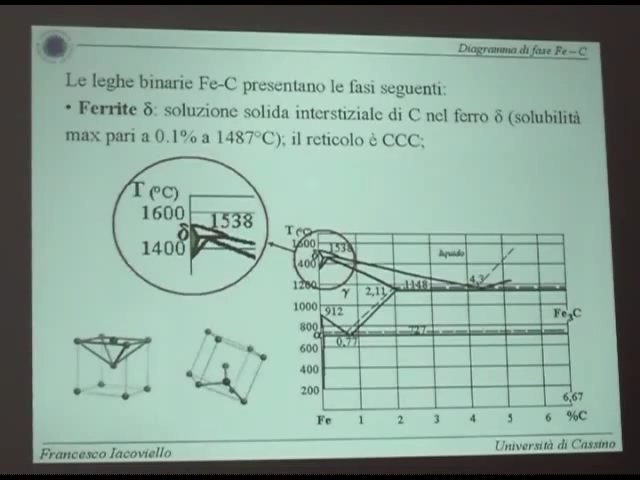 Diagramma di fase Fe – C
Le leghe binarie Fe-C presentano le fasi seguenti:
• Ferrite δ: soluzione solida interstiziale di C nel ferro δ (solubilità
max pari a 0.1% a 1487°C); il reticolo è CCC;
T (°C)
1600
1538
δ
1400
T (°C)
1600
1538
δ
1400
liquido
1200
2,11
1148
4,3
γ
1000
912
Fe3C
800
α
727
0,77
600
400
200
6,67
Fe 1 2 3 4 5 6 %C
Francesco Iacoviello
Università di Cassino